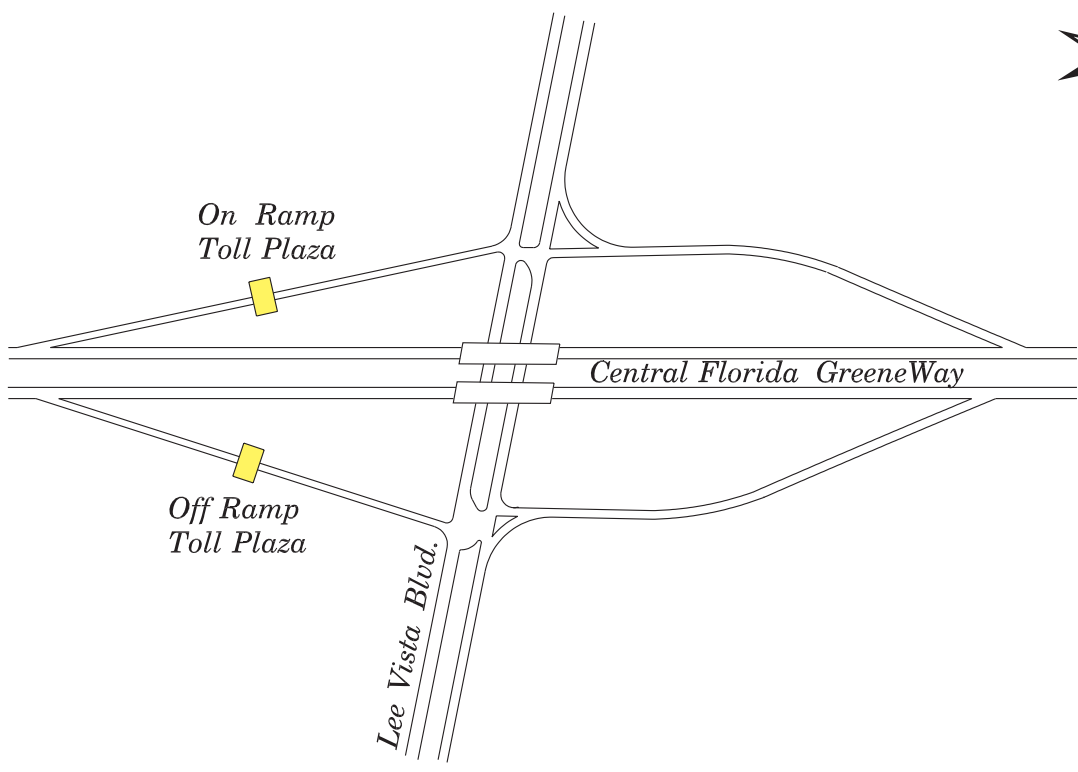 On Ramp
Toll Plaza
Central Florida GreeneWay
Off Ramp
Toll Plaza
Lee Vista Blvd.